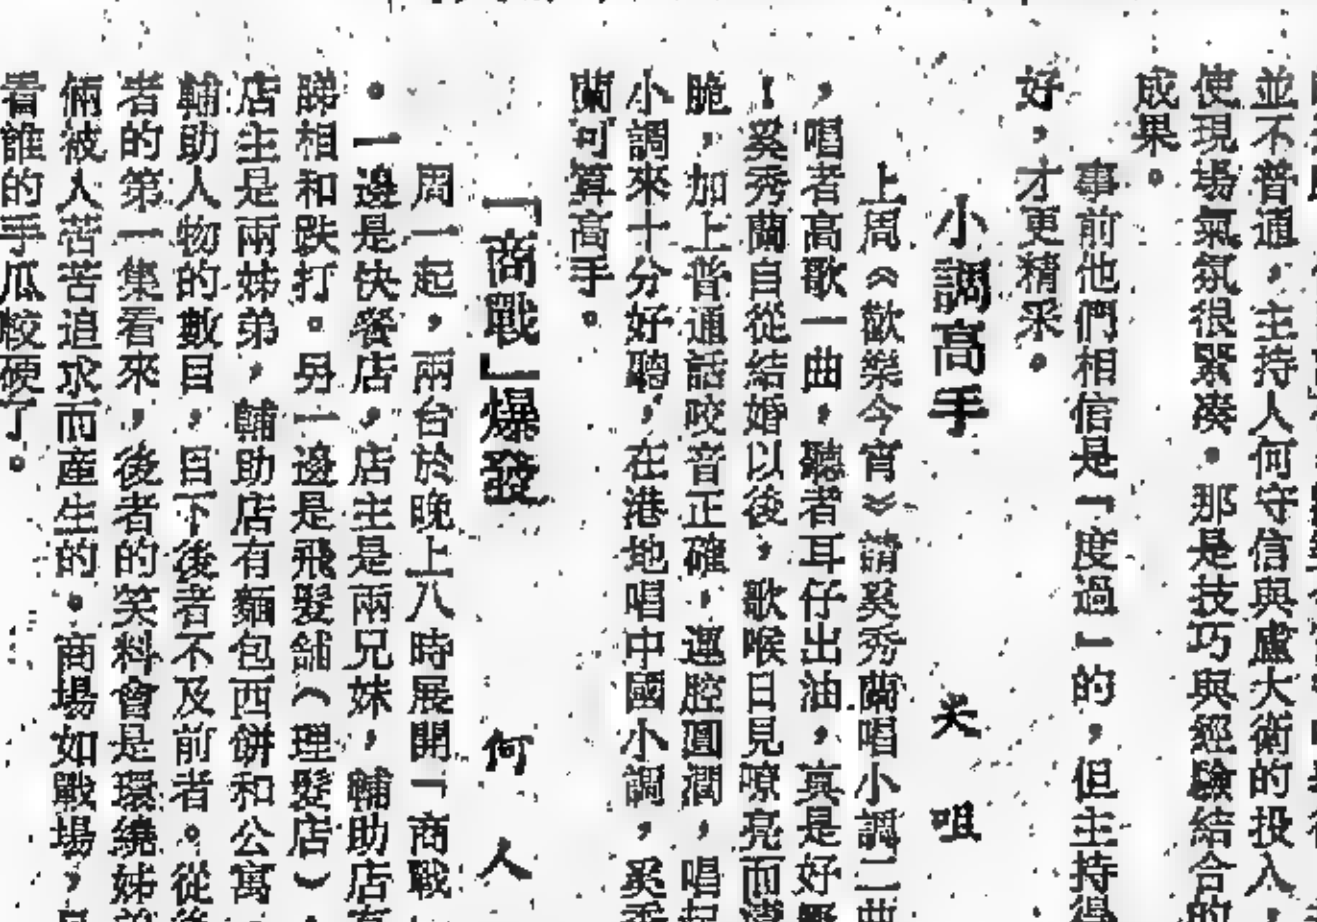 並不普通，主持人何守信與盧大衛的投入，
使現場氣氛很緊湊。那是技巧與經驗結合的
成果。
事前他們相信是「度過」的，但主持得
好，才更精采。
小調高手
尖咀
上周《歡樂今宵》請奚秀蘭唱小調二曲
，唱者高歌一曲，聽者耳仔出油，真是好
！奚秀蘭自從結婚以後，歌喉日見嘹亮而
脆，加上普通話咬音正確，運腔圓潤，唱起
小調來十分好聽，在港地唱中國小調，奚秀
蘭可算高手。
「商戰」爆發
何人
周一起，兩台於晚上八時展開「商戰
。一邊是快餐店，店主是兩兄妹，輔助店有
睇相和跌打。另一邊是飛髮舖（理髮店），
店主是兩姊弟，輔助店有麵包西餅和公寓，
輔助人物的數目，目下後者不及前者。從
者的第一集看來，後者的笑料會是環繞姊
倆被人苦苦追求而產生的。商場如戰場，
看誰的手瓜較硬了。